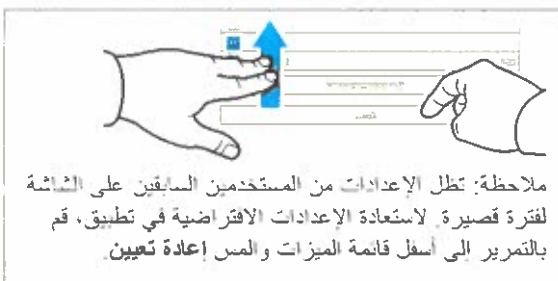 ملاحظة: تظل الإعدادات من المستخدمين السابقين على الشاشة
لفترة قصيرة. لاستعادة الإعدادات الافتراضية في تطبيق، قم
بالتمرير إلى أسفل قائمة الميزات والمس إعادة تعيين.